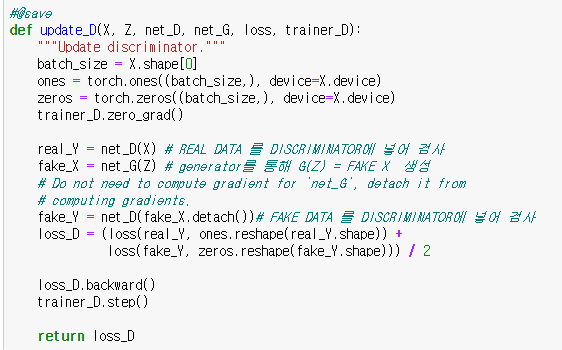 #@save
def update_D(X, Z, net_D, net_G, loss, trainer_D):
    """Update discriminator."""
    batch_size = X.shape[0]
    ones = torch.ones((batch_size,), device=X.device)
    zeros = torch.zeros((batch_size,), device=X.device)
    trainer_D.zero_grad()

    real_Y = net_D(X) # REAL DATA 를 DISCRIMINATOR에 넣어 검사
    fake_X = net_G(Z) # generator를 통해 G(Z) = FAKE X  생성
    # Do not need to compute gradient for `net_G`, detach it from
    # computing gradients.
    fake_Y = net_D(fake_X.detach())# FAKE DATA 를 DISCRIMINATOR에 넣어 검사
    loss_D = (loss(real_Y, ones.reshape(real_Y.shape)) +
              loss(fake_Y, zeros.reshape(fake_Y.shape))) / 2

    loss_D.backward()
    trainer_D.step()

    return loss_D